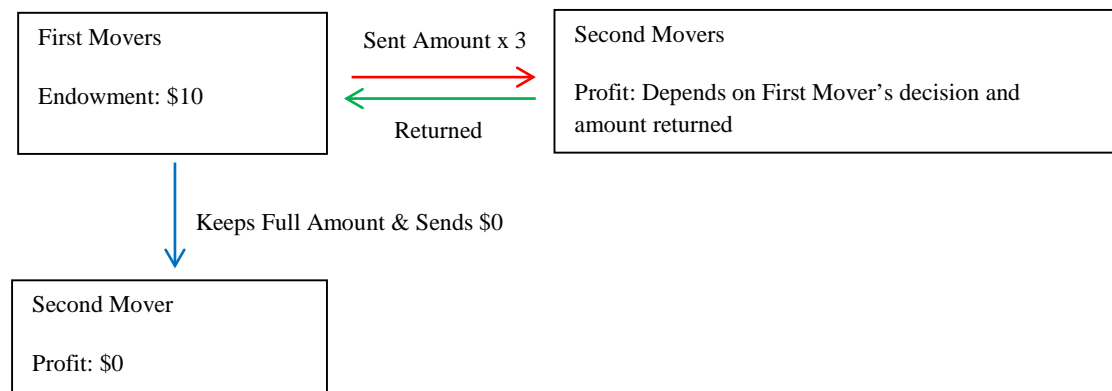 First Movers
Endowment: $10
Sent Amount x 3
Returned
Second Movers
Profit: Depends on First Mover's decision and
amount returned
Keeps Full Amount & Sends $0
Second Mover
Profit: $0